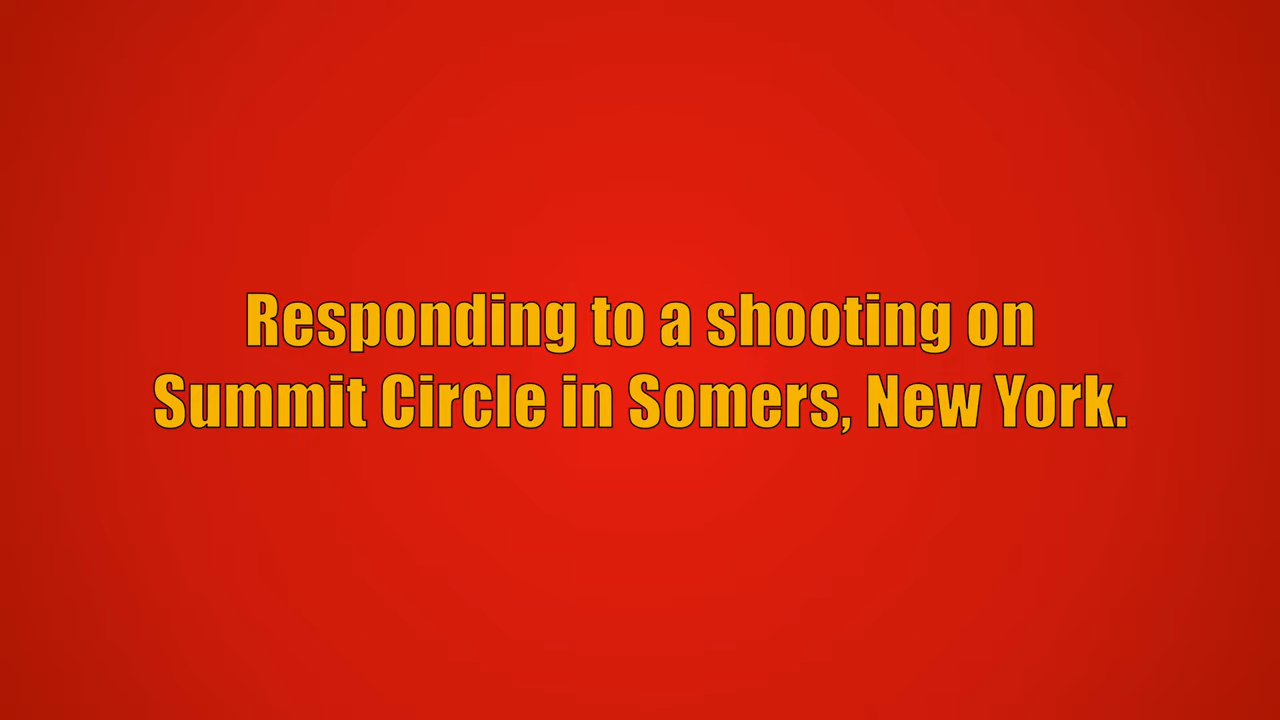 Responding to a shooting on
Summit Circle in Somers, New York.